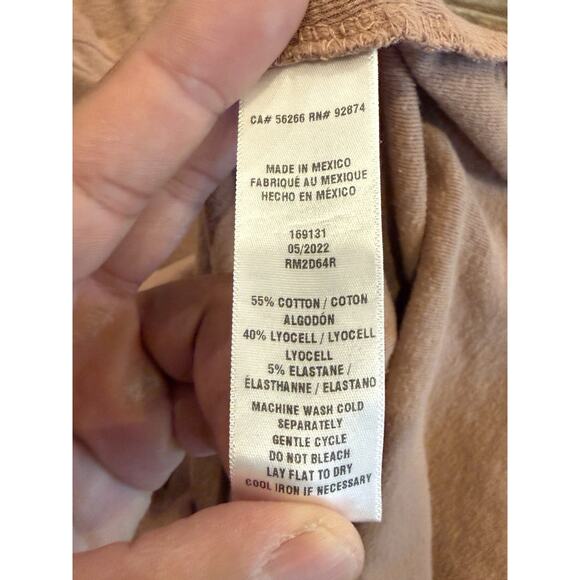 CA# 56266 RN# 92874
MADE IN MEXICO
FABRIQUÉ AU MEXIQUE
HECHO EN MÉXICO
169131
05/2022
RM2D64R
55% COTTON / COTON
ALGODÓN
40% LYOCELL / LYOCELL
LYOCELL
5% ELASTANE /
ÉLASTHANNE / ELASTANO
MACHINE WASH COLD
SEPARATELY
GENTLE CYCLE
DO NOT BLEACH
LAY FLAT TO DRY
COOL IRON IF NECESSARY